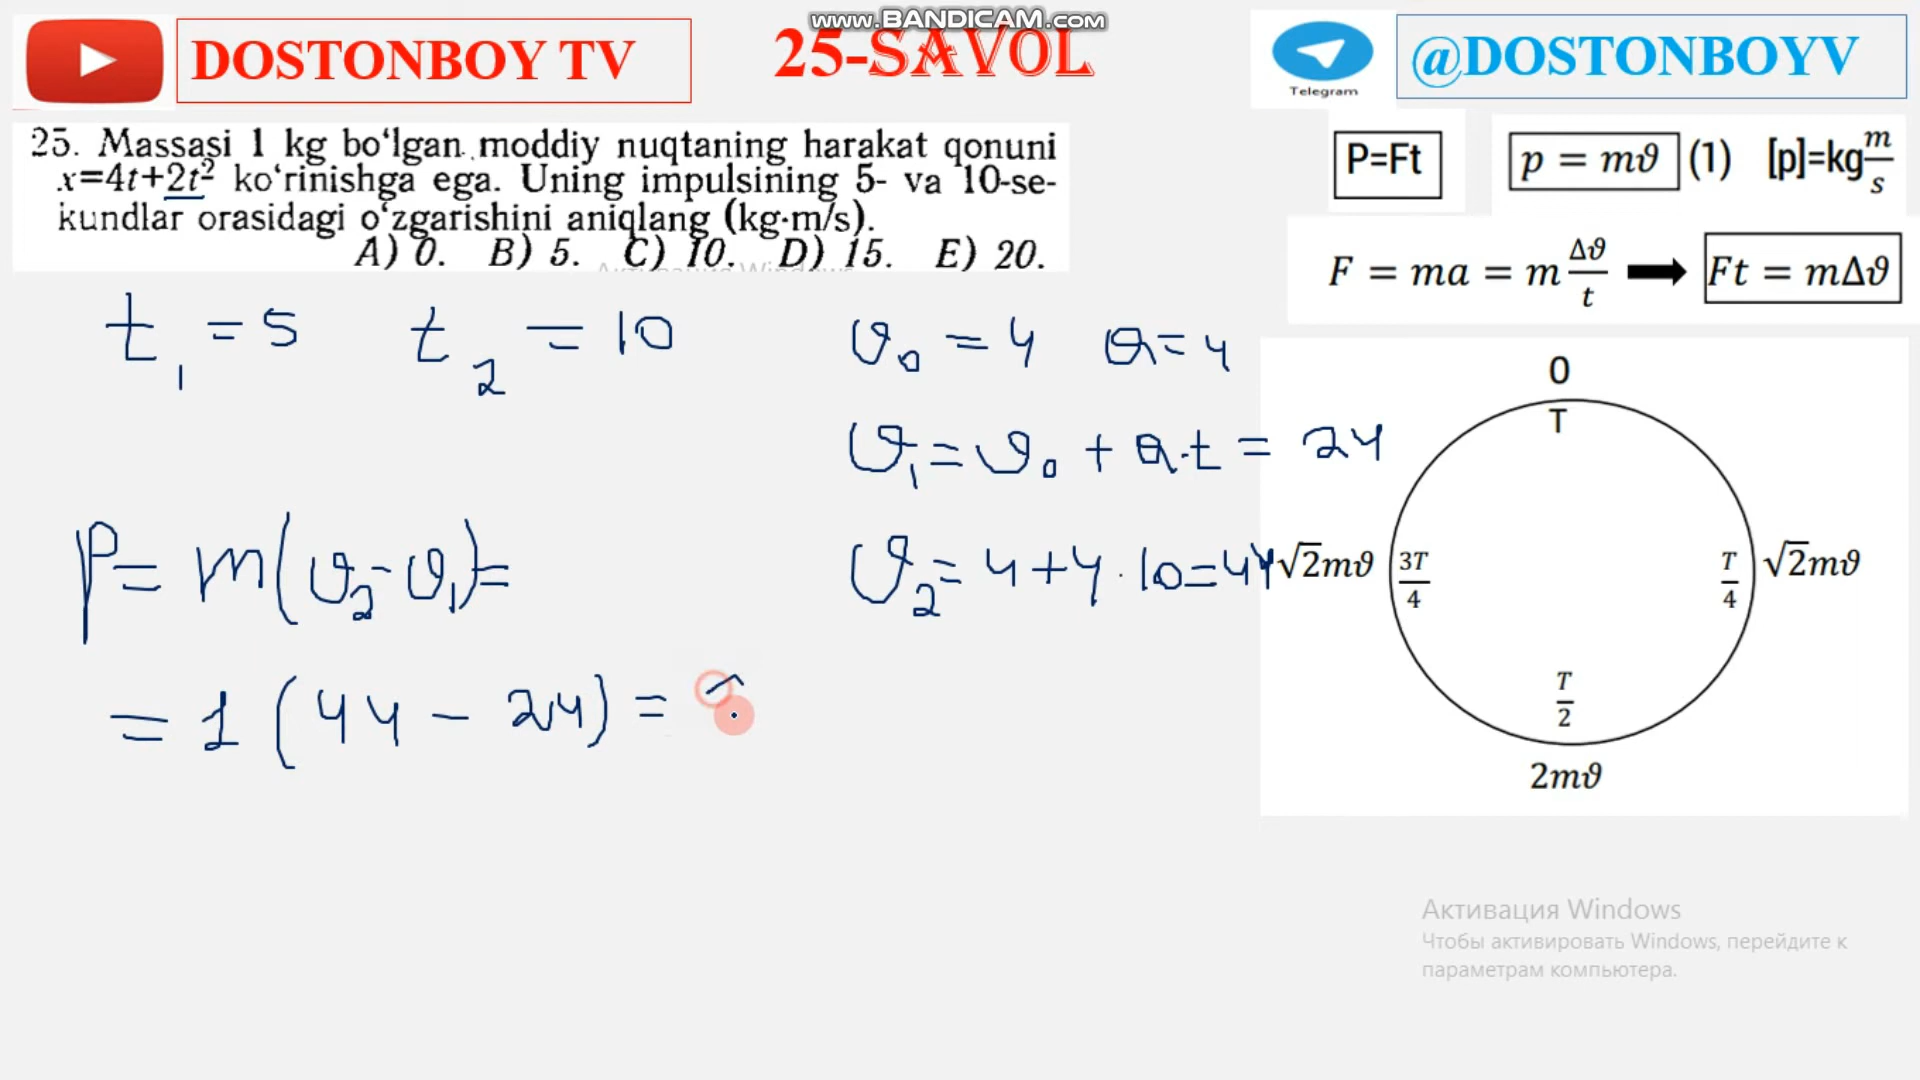 www.BANDICAM.com
DOSTONBOY TV
25-SAVOL
Telegram
@DOSTONBOYV
25. Massasi 1 kg bo‘lgan moddiy nuqtaning harakat qonuni
x=4t+2t² ko‘rinishga ega. Uning impulsining 5- va 10-se-
kundlar orasidagi o‘zgarishini aniqlang (kg·m/s).
A) 0. B) 5. C) 10. D) 15. E) 20.
P=Ft
p = mϑ (1) [p]=kg m/s
F = ma = m Δϑ/t ➡ Ft = mΔϑ
t₁ = 5 t₂ = 10
ϑ₀ = 4 a = 4
ϑ₁ = ϑ₀ + a·t = 24
ϑ₂ = 4 + 4 · 10 = 44
P = m(ϑ₂ - ϑ₁) =
= 1 (44 - 24) =
0
T
√2mϑ 3T/4 T/4 √2mϑ
T/2
2mϑ
Активация Windows
Чтобы активировать Windows, перейдите к
параметрам компьютера.